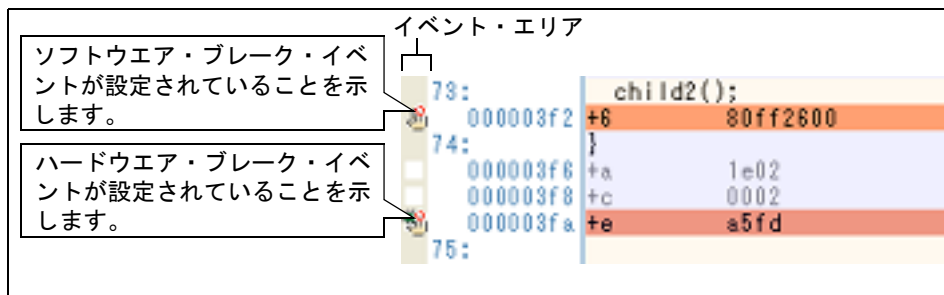 イベント・エリア
ソフトウエア・ブレーク・イベ
ントが設定されていることを示
します。
ハードウエア・ブレーク・イベ
ントが設定されていることを示
します。
73: child2();
000003f2 +6 80ff2600
74: }
000003f6 +a 1e02
000003f8 +c 0002
000003fa +e a5fd
75: